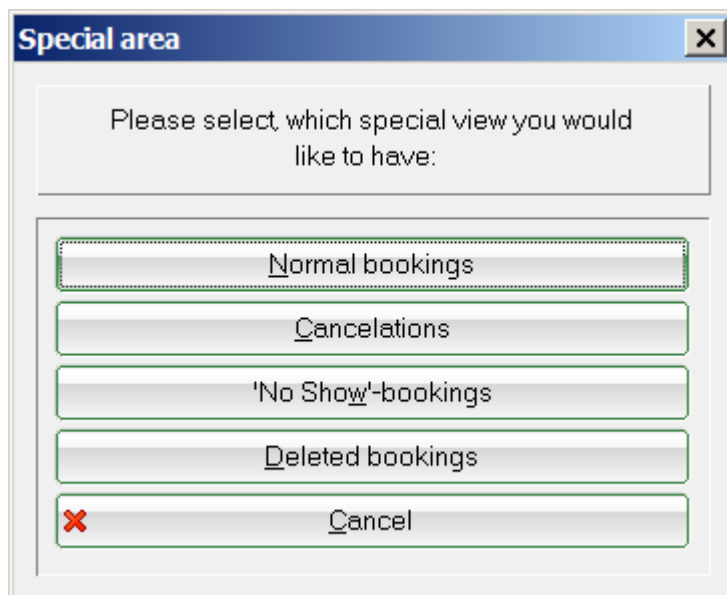 Special area
Please select, which special view you would
like to have:
Normal bookings
Cancelations
'No Show'-bookings
Deleted bookings
Cancel